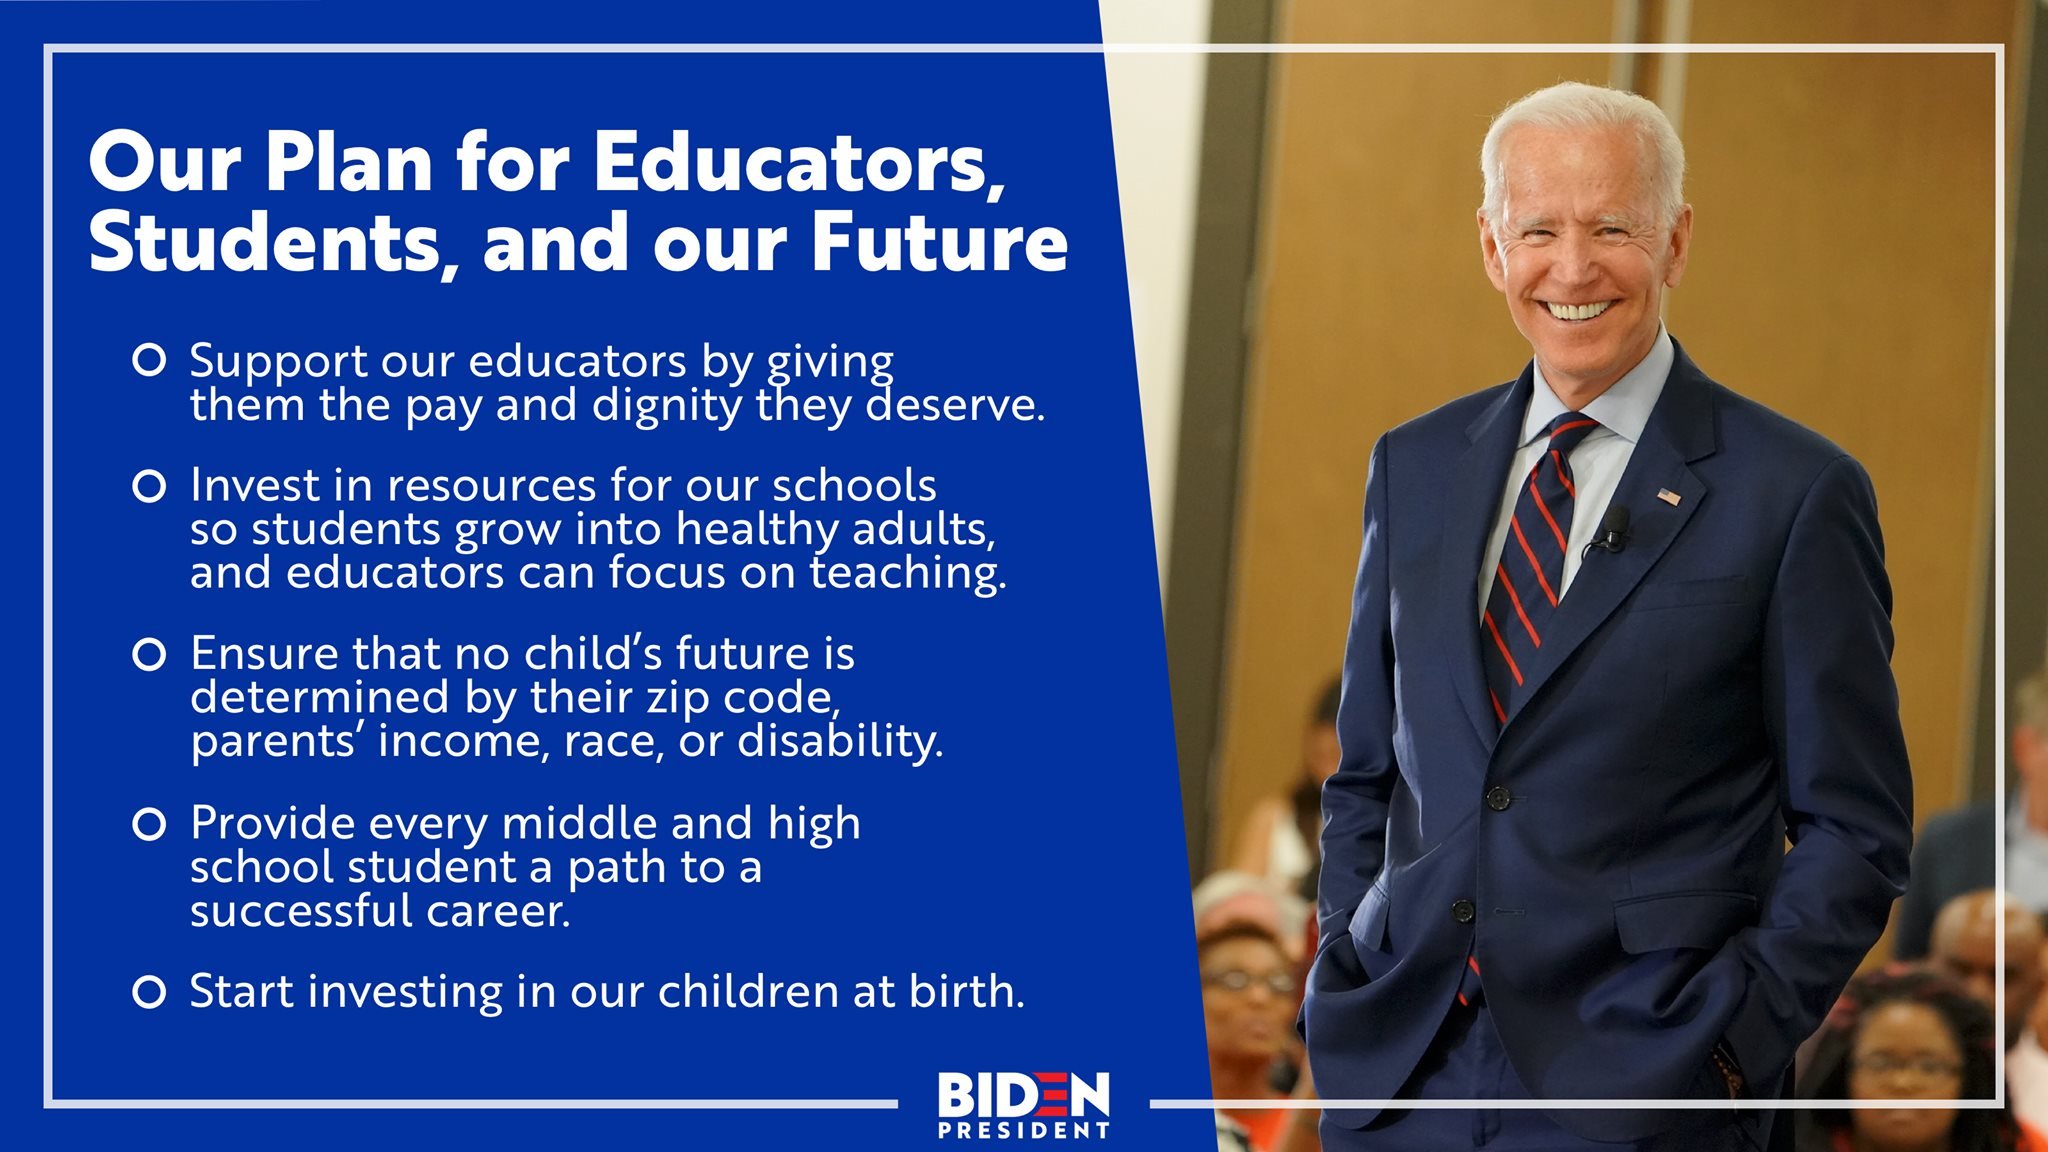 Our Plan for Educators,
Students, and our Future
Support our educators by giving
them the pay and dignity they deserve.
Invest in resources for our schools
so students grow into healthy adults,
and educators can focus on teaching.
Ensure that no child’s future is
determined by their zip code,
parents’ income, race, or disability.
Provide every middle and high
school student a path to a
successful career.
Start investing in our children at birth.
BIDEN
PRESIDENT